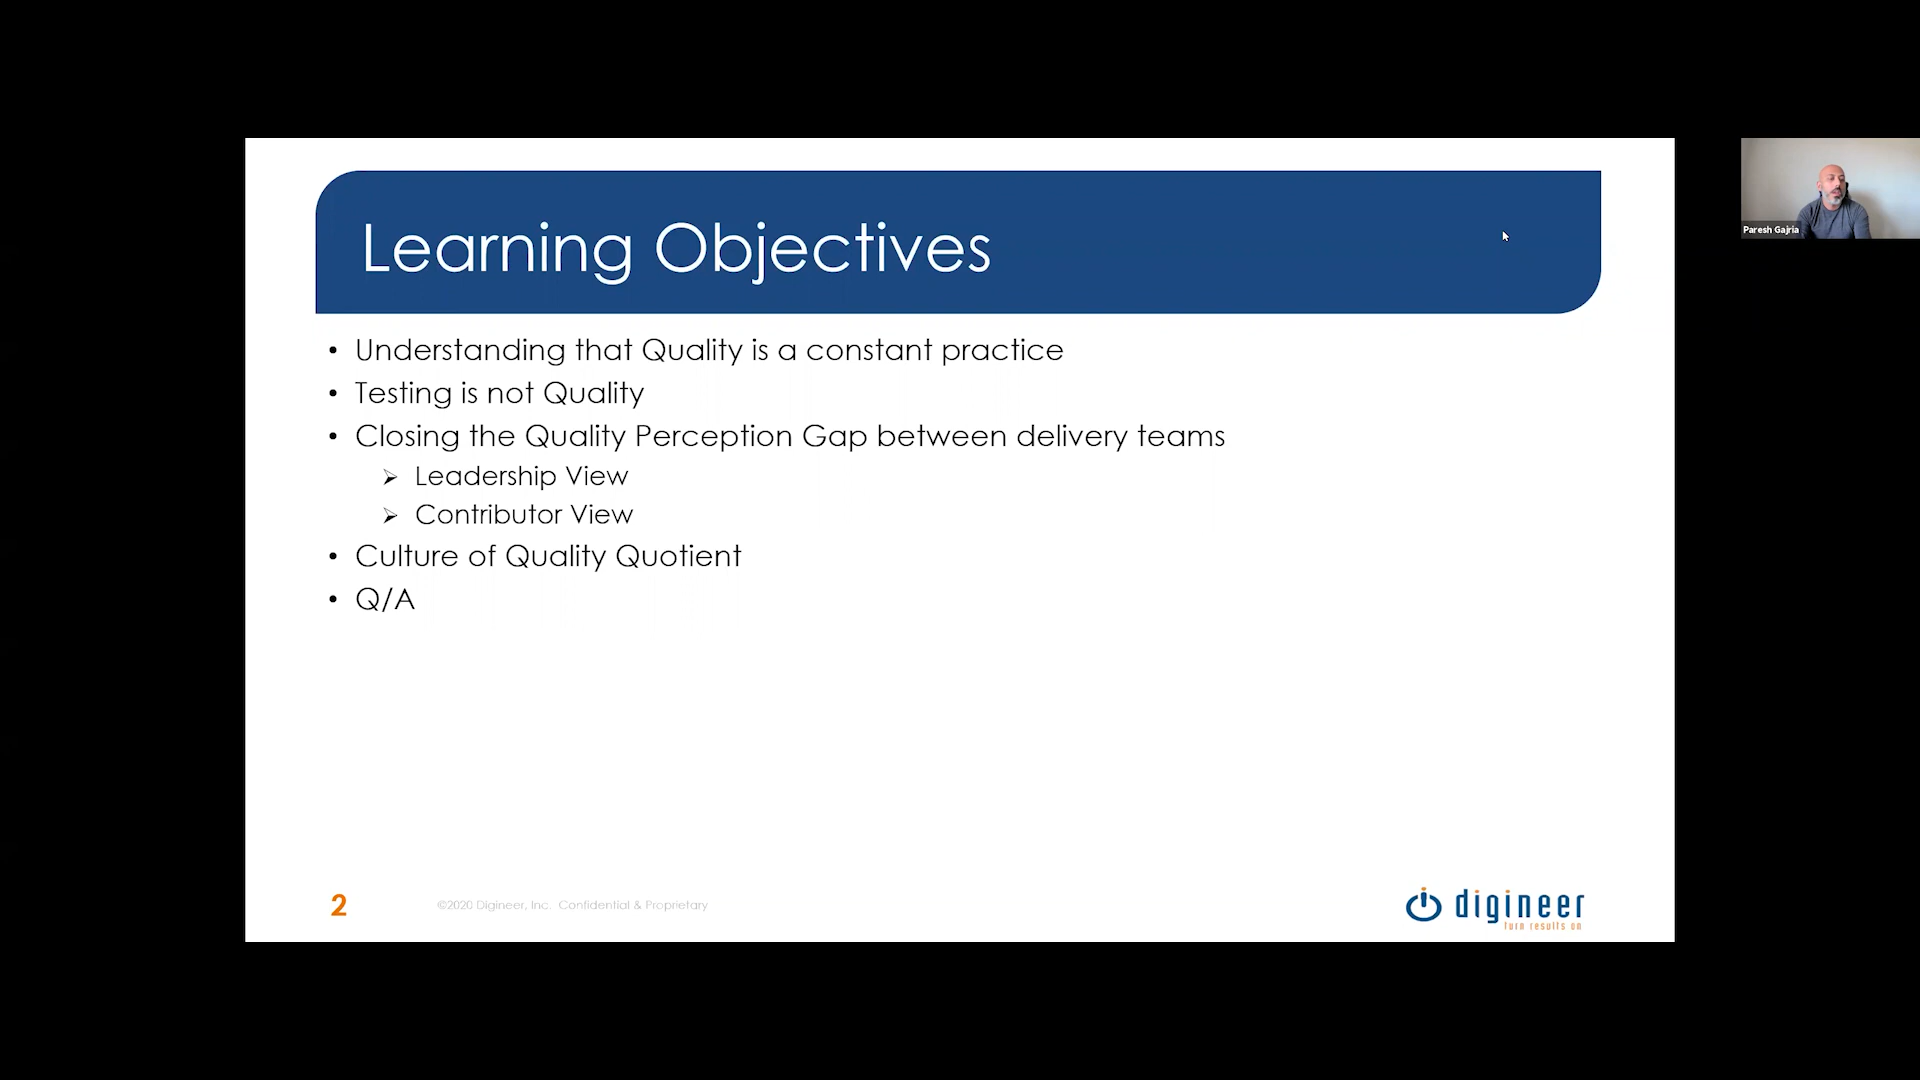 Learning Objectives
• Understanding that Quality is a constant practice
• Testing is not Quality
• Closing the Quality Perception Gap between delivery teams
➢ Leadership View
➢ Contributor View
• Culture of Quality Quotient
• Q/A
2
©2020 Digineer, Inc. Confidential & Proprietary
digineer
turn results on
Paresh Gajria